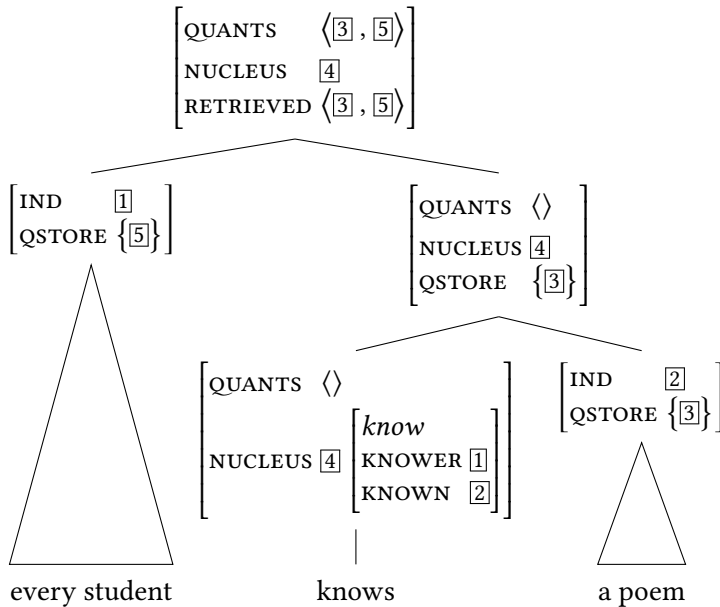 QUANTS ⟨[3] , [5]⟩
NUCLEUS [4]
RETRIEVED ⟨[3] , [5]⟩
IND [1]
QSTORE {[5]}
QUANTS ⟨⟩
NUCLEUS [4]
QSTORE {[3]}
QUANTS ⟨⟩
NUCLEUS [4]
know
KNOWER [1]
KNOWN [2]
IND [2]
QSTORE {[3]}
every student
knows
a poem